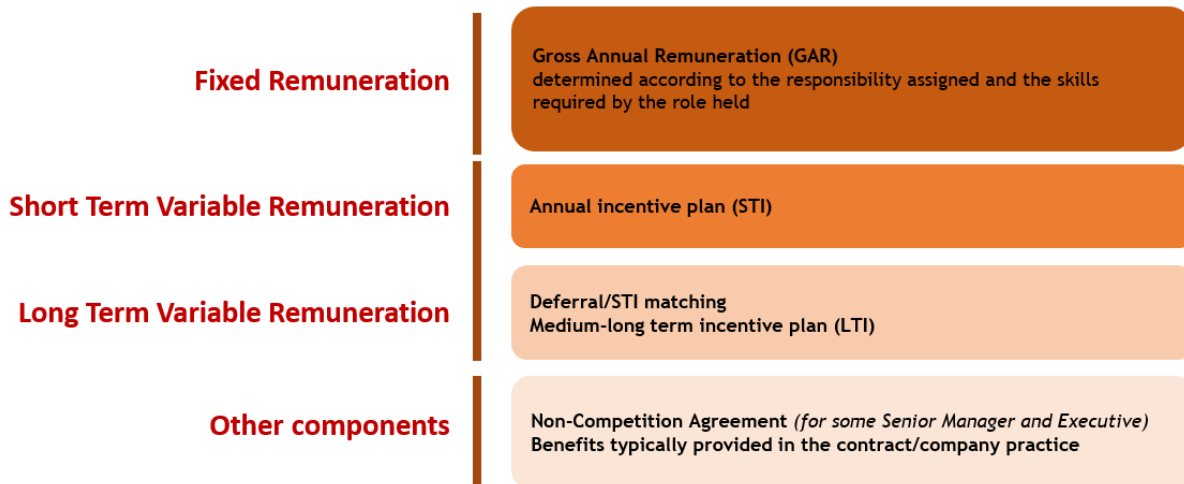 Fixed Remuneration
Gross Annual Remuneration (GAR)
determined according to the responsibility assigned and the skills
required by the role held
Short Term Variable Remuneration
Annual incentive plan (STI)
Long Term Variable Remuneration
Deferral/STI matching
Medium-long term incentive plan (LTI)
Other components
Non-Competition Agreement (for some Senior Manager and Executive)
Benefits typically provided in the contract/company practice